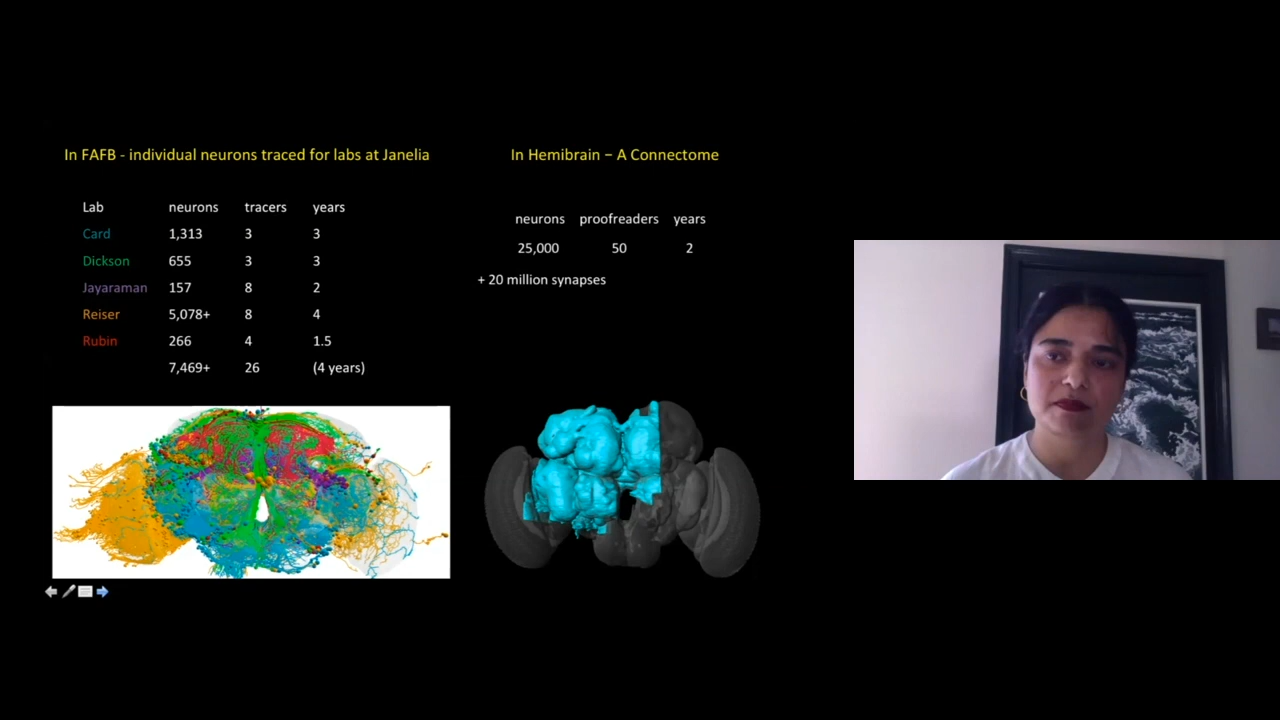 In FAFB - individual neurons traced for labs at Janelia
Lab neurons tracers years
Card 1,313 3 3
Dickson 655 3 3
Jayaraman 157 8 2
Reiser 5,078+ 8 4
Rubin 266 4 1.5
7,469+ 26 (4 years)
In Hemibrain – A Connectome
neurons proofreaders years
25,000 50 2
+ 20 million synapses